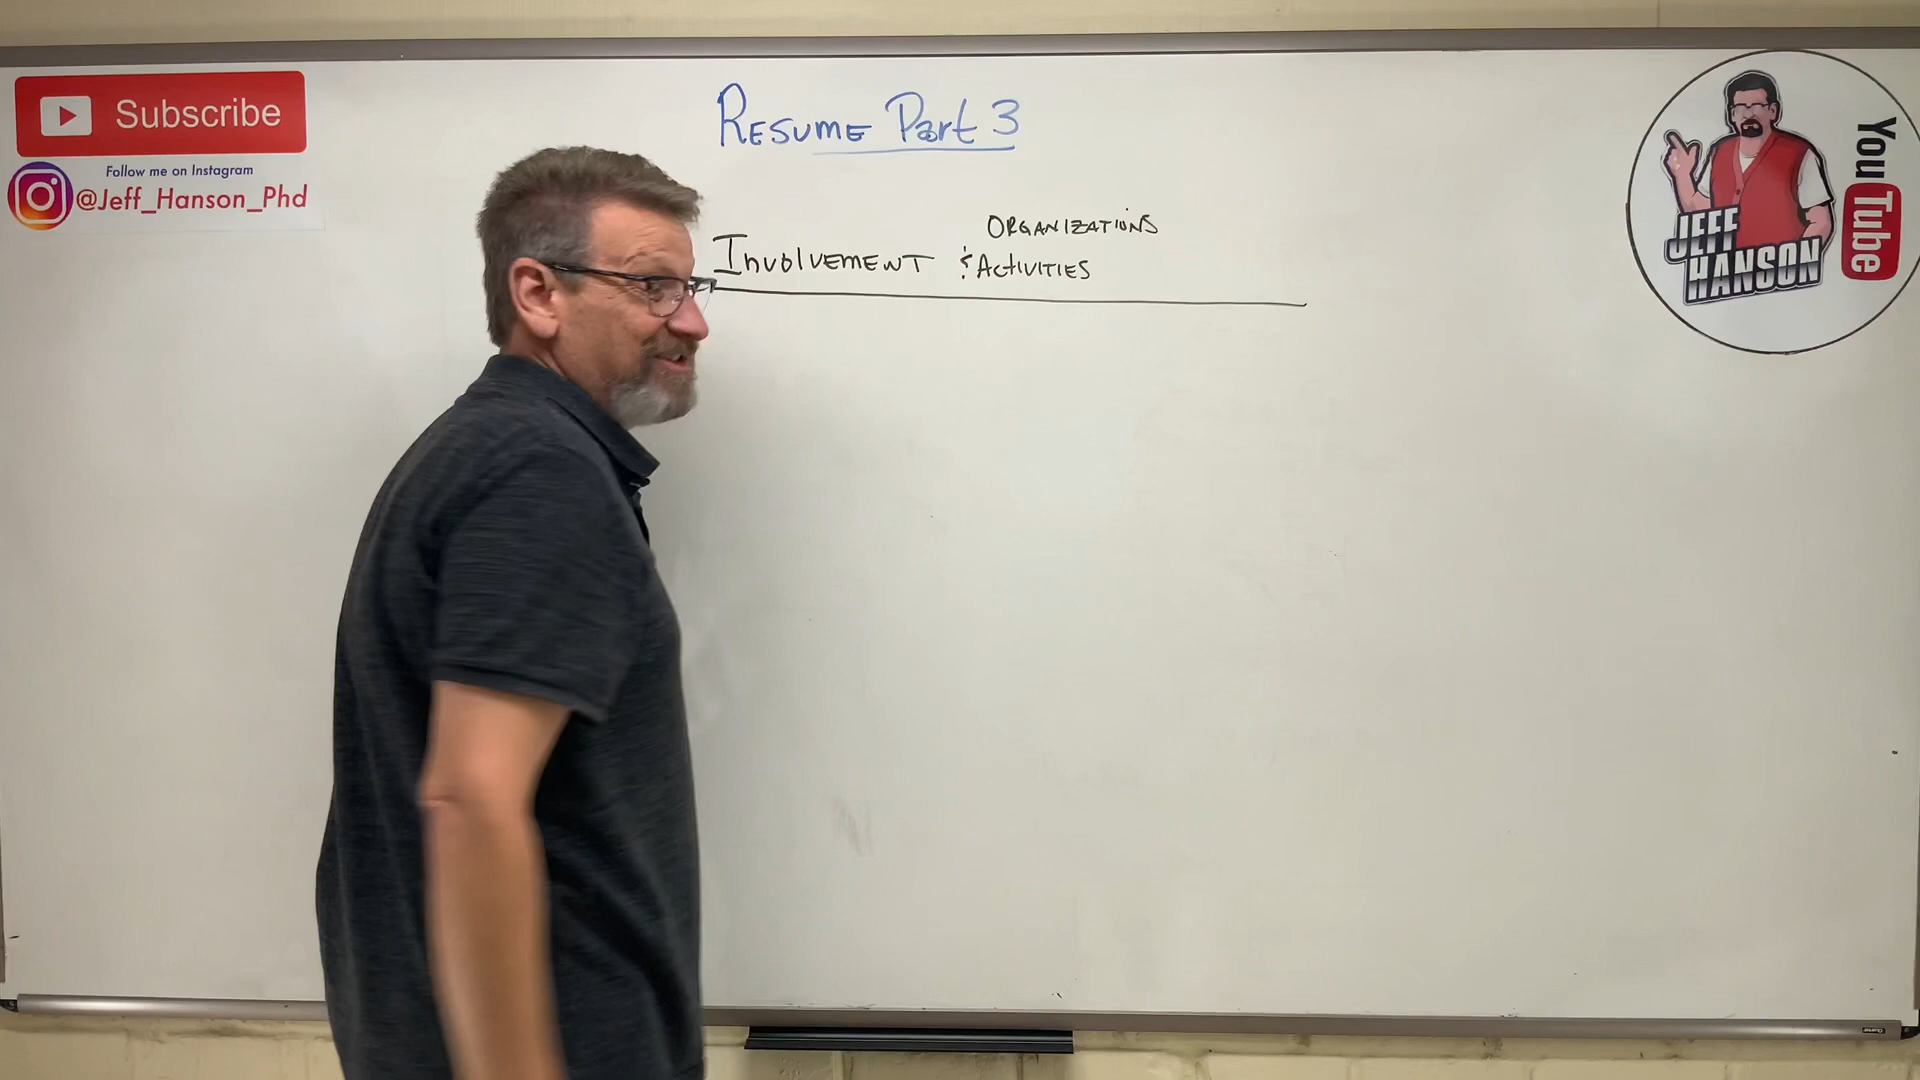 Subscribe
Follow me on Instagram
@Jeff_Hanson_Phd
RESUME Part 3
ORGANIZATIONS
INVOLVEMENT & ACTIVITIES
JEFF
HANSON
YouTube